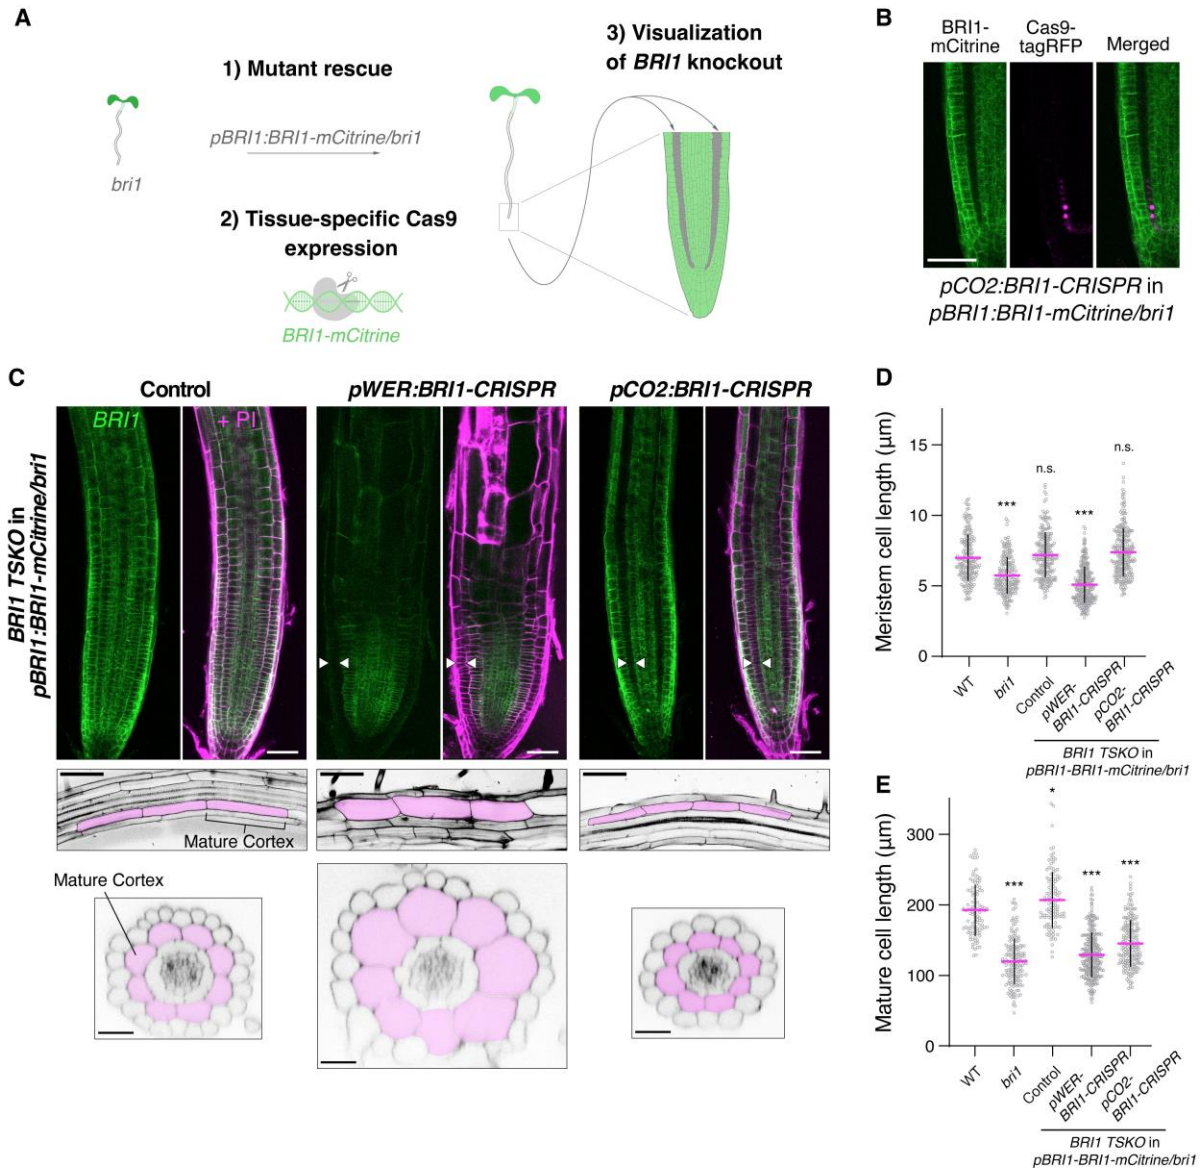 A
1) Mutant rescue
bri1
pBRI1:BRI1-mCitrine/bri1
2) Tissue-specific Cas9
expression
BRI1-mCitrine
3) Visualization
of BRI1 knockout
B
BRI1-
mCitrine
Cas9-
tagRFP
Merged
pCO2:BRI1-CRISPR in
pBRI1:BRI1-mCitrine/bri1
C
Control
pWER:BRI1-CRISPR
pCO2:BRI1-CRISPR
BRI1 TSKO in
pBRI1:BRI1-mCitrine/bri1
BRI1
+ PI
Mature Cortex
Mature Cortex
D
Meristem cell length (μm)
15
10
5
0
n.s.
***
***
n.s.
WT
bri1
Control
pWER-
BRI1-CRISPR
pCO2-
BRI1-CRISPR
BRI1 TSKO in
pBRI1-BRI1-mCitrine/bri1
E
Mature cell length (μm)
300
200
100
0
***
*
***
***
WT
bri1
Control
pWER-
BRI1-CRISPR
pCO2-
BRI1-CRISPR
BRI1 TSKO in
pBRI1-BRI1-mCitrine/bri1